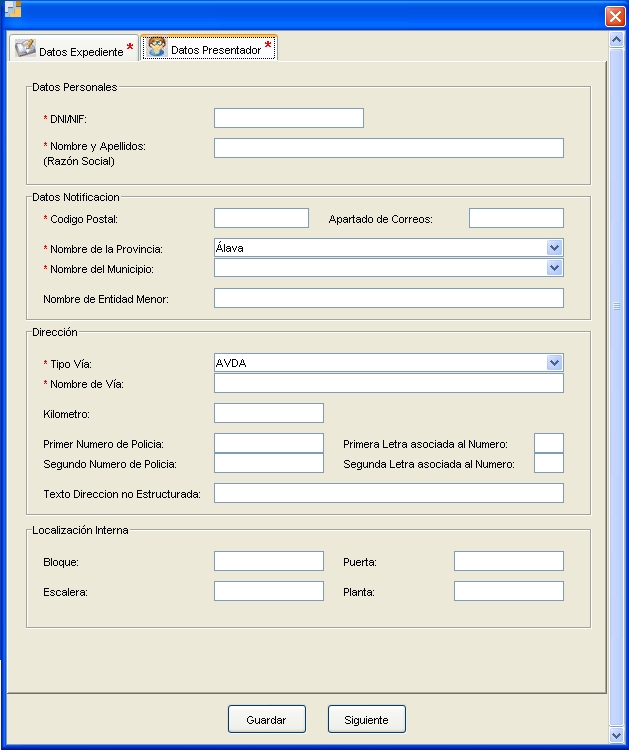 Datos Expediente *
Datos Presentador *
Datos Personales
* DNI/NIF:
* Nombre y Apellidos:
(Razón Social)
Datos Notificacion
* Codigo Postal: Apartado de Correos:
* Nombre de la Provincia: Álava
* Nombre del Municipio:
Nombre de Entidad Menor:
Dirección
* Tipo Vía: AVDA
* Nombre de Vía:
Kilometro:
Primer Numero de Policia: Primera Letra asociada al Numero:
Segundo Numero de Policia: Segunda Letra asociada al Numero:
Texto Direccion no Estructurada:
Localización Interna
Bloque: Puerta:
Escalera: Planta:
Guardar Siguiente